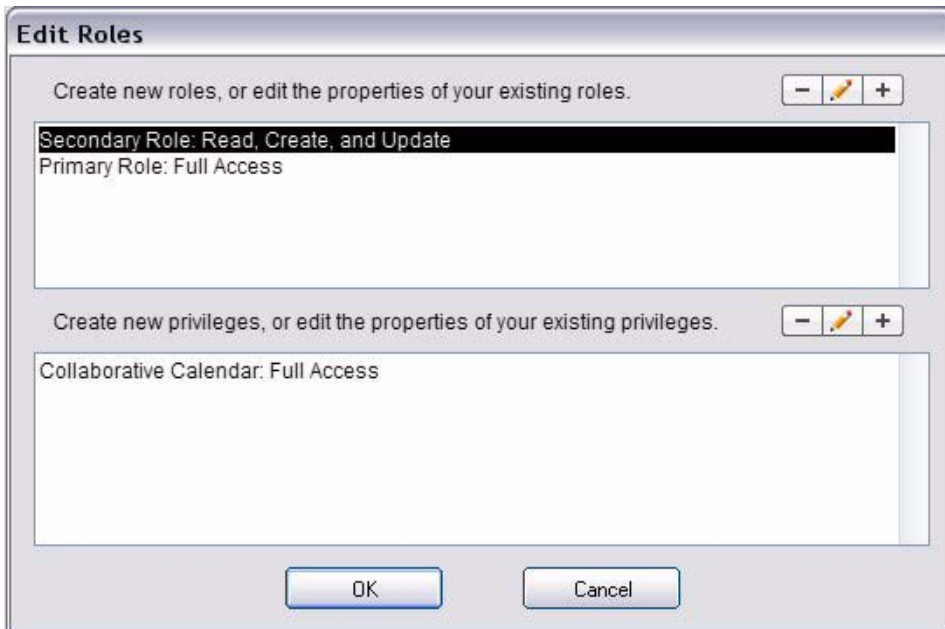 Edit Roles
Create new roles, or edit the properties of your existing roles.
Secondary Role: Read, Create, and Update
Primary Role: Full Access
Create new privileges, or edit the properties of your existing privileges.
Collaborative Calendar: Full Access
OK Cancel